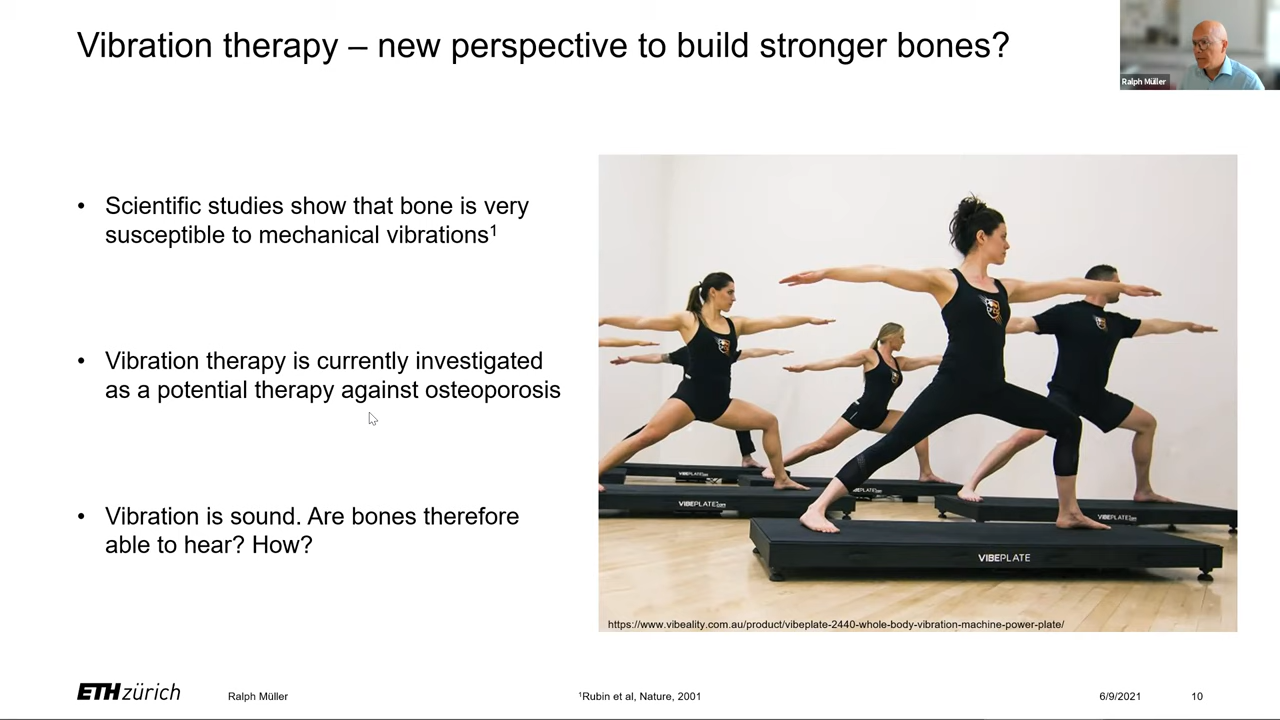 Vibration therapy – new perspective to build stronger bones?
Ralph Müller
• Scientific studies show that bone is very
susceptible to mechanical vibrations¹
• Vibration therapy is currently investigated
as a potential therapy against osteoporosis
• Vibration is sound. Are bones therefore
able to hear? How?
VIBEPLATE
VIBEPLATE
VIBEPLATE
VIBEPLATE
https://www.vibeality.com.au/product/vibeplate-2440-whole-body-vibration-machine-power-plate/
ETH zürich
Ralph Müller
¹Rubin et al, Nature, 2001
6/9/2021
10